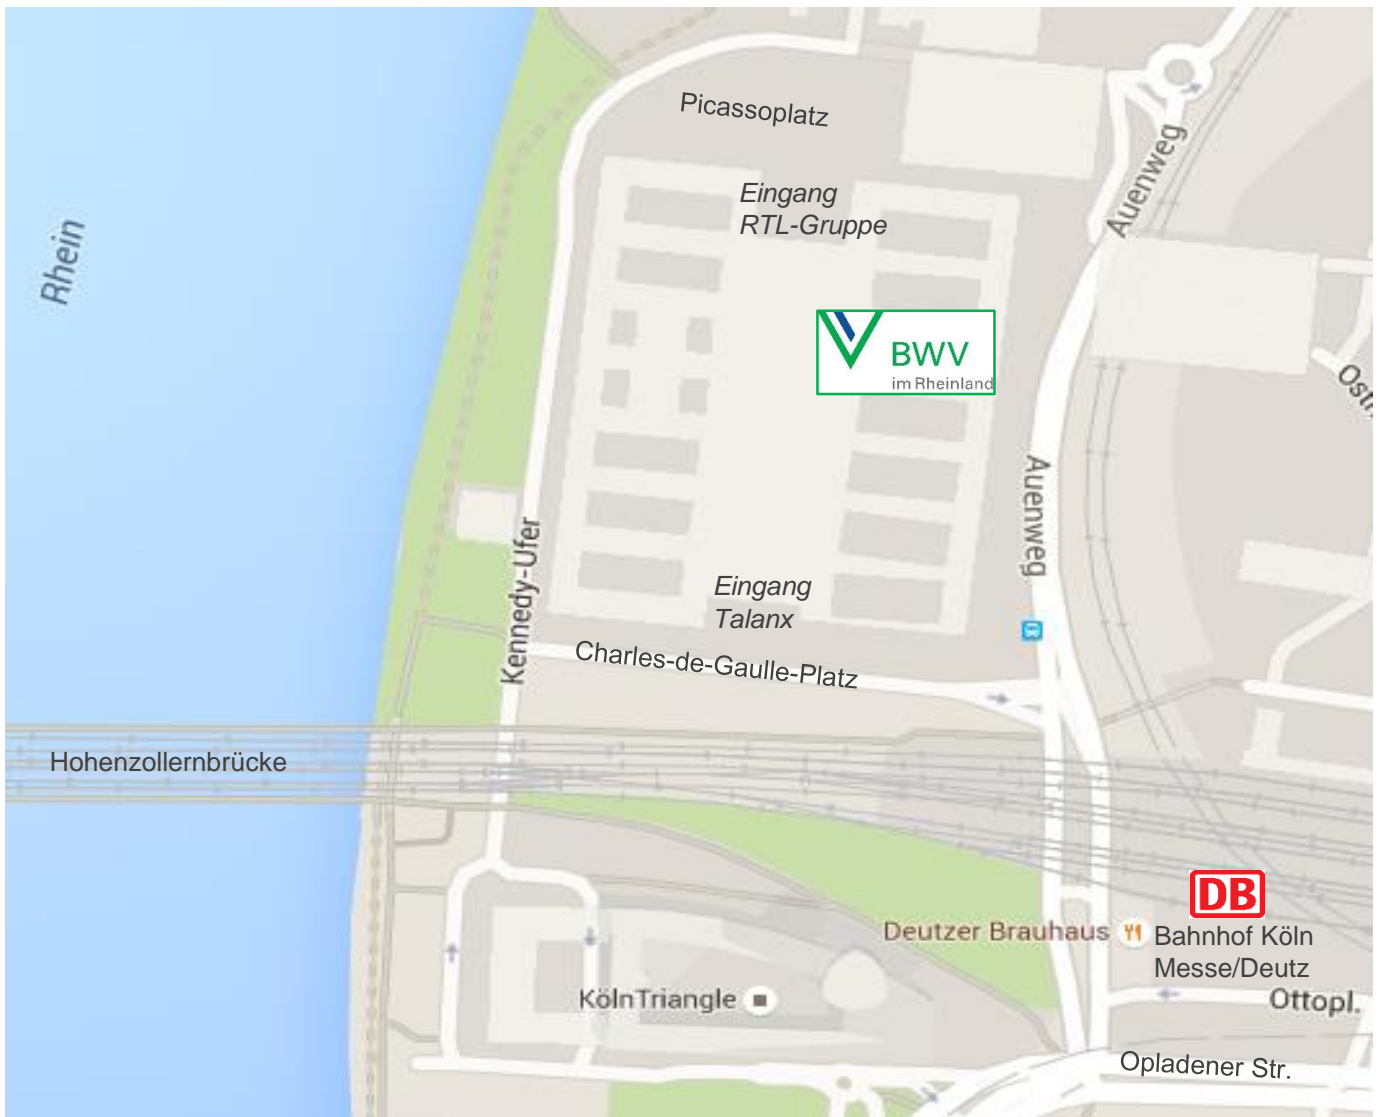 Picassoplatz
Auenweg
Eingang
RTL-Gruppe
Rhein
BWV
im Rheinland
Auenweg
Kennedy-Ufer
Eingang
Talanx
Charles-de-Gaulle-Platz
Hohenzollernbrücke
DB
Deutzer Brauhaus
Bahnhof Köln
Messe/Deutz
KölnTriangle
Ottopl.
Opladener Str.